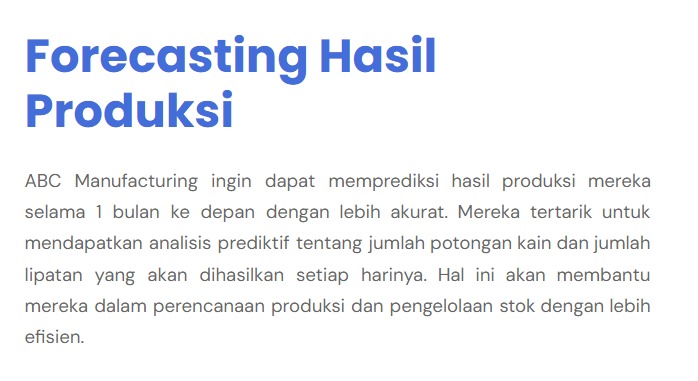 Forecasting Hasil
Produksi
ABC Manufacturing ingin dapat memprediksi hasil produksi mereka
selama 1 bulan ke depan dengan lebih akurat. Mereka tertarik untuk
mendapatkan analisis prediktif tentang jumlah potongan kain dan jumlah
lipatan yang akan dihasilkan setiap harinya. Hal ini akan membantu
mereka dalam perencanaan produksi dan pengelolaan stok dengan lebih
efisien.